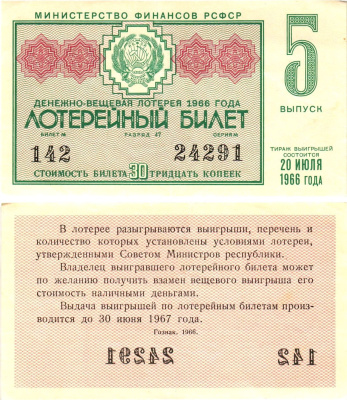 МИНИСТЕРСТВО ФИНАНСОВ РСФСР
ДЕНЕЖНО-ВЕЩЕВАЯ ЛОТЕРЕЯ 1966 ГОДА
ЛОТЕРЕЙНЫЙ БИЛЕТ
БИЛЕТ № РАЗРЯД 47 СЕРИЯ №
142 24291
СТОИМОСТЬ БИЛЕТА 30 ТРИДЦАТЬ КОПЕЕК
5
ВЫПУСК
ТИРАЖ ВЫИГРЫШЕЙ
СОСТОИТСЯ
20 ИЮЛЯ
1966 ГОДА
В лотерее разыгрываются выигрыши, перечень и
количество которых установлены условиями лотереи,
утвержденными Советом Министров республики.
Владелец выигравшего лотерейного билета может
по желанию получить взамен вещевого выигрыша его
стоимость наличными деньгами.
Выдача выигрышей по лотерейным билетам произ-
водится до 30 июня 1967 года.
Гознак. 1966.
24291 142